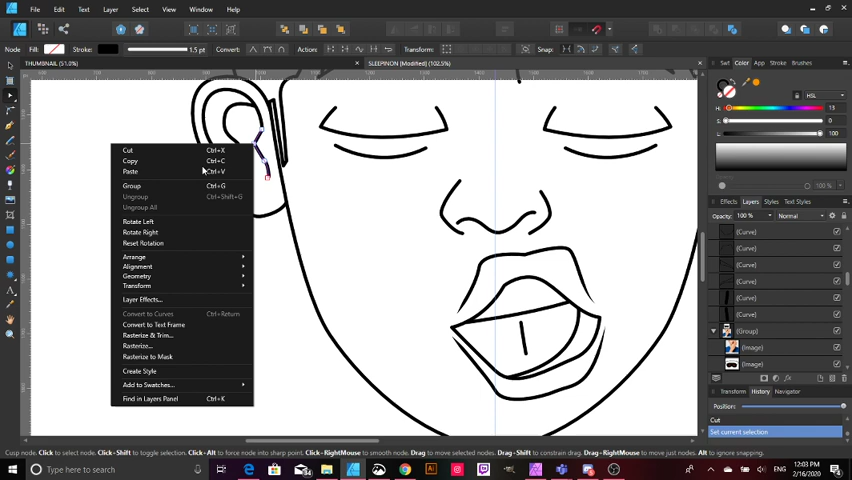 File Edit Text Layer Select Arrange View Window Help
Node Fill: Stroke: 1.5 pt Convert: Action: Transform: Snap:
THUMBNAIL (51.0%) × SLEEPINON [Modified] (102.5%) ×
Cut Ctrl+X
Copy Ctrl+C
Paste Ctrl+V
Group Ctrl+G
Ungroup Ctrl+Shift+G
Ungroup All
Rotate Left
Rotate Right
Reset Rotation
Arrange
Alignment
Geometry
Transform
Layer Effects...
Convert to Curves Ctrl+Return
Convert to Text Frame
Rasterize & Trim...
Rasterize...
Rasterize to Mask
Create Style
Add to Swatches...
Find in Layers Panel Ctrl+K
Swt Color App Stroke Brushes
HSL
H: 13
S: 0
L: 100
100 %
Effects Layers Styles Text Styles
Opacity: 100 % Normal
(Curve)
(Curve)
(Curve)
(Curve)
(Curve)
(Curve)
(Group)
(Image)
(Image)
Transform History Navigator
Position:
Cut
Set current selection
Click to select node. Click+Shift to toggle selection. Click+Alt to force node into sharp mode. Drag to move selected nodes. Drag+Shift to constrain drag. Click+RightMouse to move just nodes. Drag+Alt to ignore snapping.
Type here to search
ENG
12:03 PM
2/16/2020